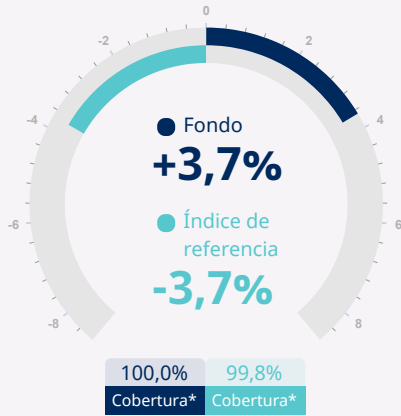 0
-2
2
-4
4
-6
6
-8
8
Fondo
+3,7%
Índice de
referencia
-3,7%
100,0%
99,8%
Cobertura*
Cobertura*